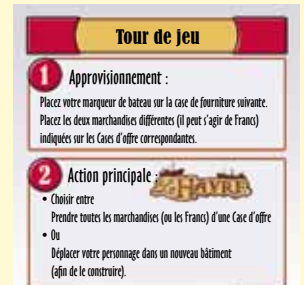 Tour de jeu
1 Approvisionnement :
Placez votre marqueur de bateau sur la case de fourniture suivante.
Placez les deux marchandises différentes (il peut s'agir de Francs)
indiquées sur les Cases d'offre correspondantes.
2 Action principale :
LE HAVRE
• Choisir entre
Prendre toutes les marchandises (ou les Francs) d'une Case d'offre
• Ou
Déplacer votre personnage dans un nouveau bâtiment
(afin de le construire).